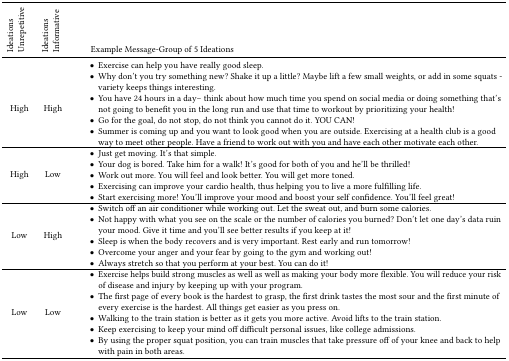 Ideations
Unrepetitive
Ideations
Informative
Example Message-Group of 5 Ideations
High
High
• Exercise can help you have really good sleep.
• Why don't you try something new? Shake it up a little? Maybe lift a few small weights, or add in some squats -
variety keeps things interesting.
• You have 24 hours in a day– think about how much time you spend on social media or doing something that's
not going to benefit you in the long run and use that time to workout by prioritizing your health!
• Go for the goal, do not stop, do not think you cannot do it. YOU CAN!
• Summer is coming up and you want to look good when you are outside. Exercising at a health club is a good
way to meet other people. Have a friend to work out with you and have each other motivate each other.
High
Low
• Just get moving. It's that simple.
• Your dog is bored. Take him for a walk! It's good for both of you and he'll be thrilled!
• Work out more. You will feel and look better. You will get more toned.
• Exercising can improve your cardio health, thus helping you to live a more fulfilling life.
• Start exercising more! You'll improve your mood and boost your self confidence. You'll feel great!
Low
High
• Switch off an air conditioner while working out. Let the sweat out, and burn some calories.
• Not happy with what you see on the scale or the number of calories you burned? Don't let one day's data ruin
your mood. Give it time and you'll see better results if you keep at it!
• Sleep is when the body recovers and is very important. Rest early and run tomorrow!
• Overcome your anger and your fear by going to the gym and working out!
• Always stretch so that you perform at your best. You can do it!
Low
Low
• Exercise helps build strong muscles as well as well as making your body more flexible. You will reduce your risk
of disease and injury by keeping up with your program.
• The first page of every book is the hardest to grasp, the first drink tastes the most sour and the first minute of
every exercise is the hardest. All things get easier as you press on.
• Walking to the train station is better as it gets you more active. Avoid lifts to the train station.
• Keep exercising to keep your mind off difficult personal issues, like college admissions.
• By using the proper squat position, you can train muscles that take pressure off of your knee and back to help
with pain in both areas.